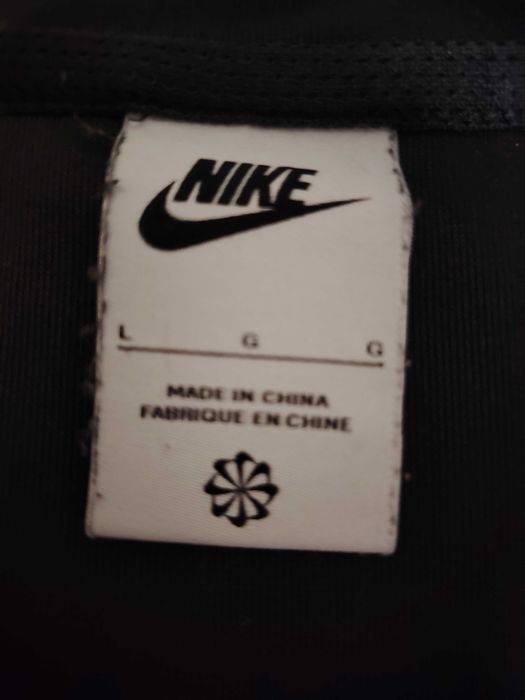 NIKE
L G G
MADE IN CHINA
FABRIQUE EN CHINE